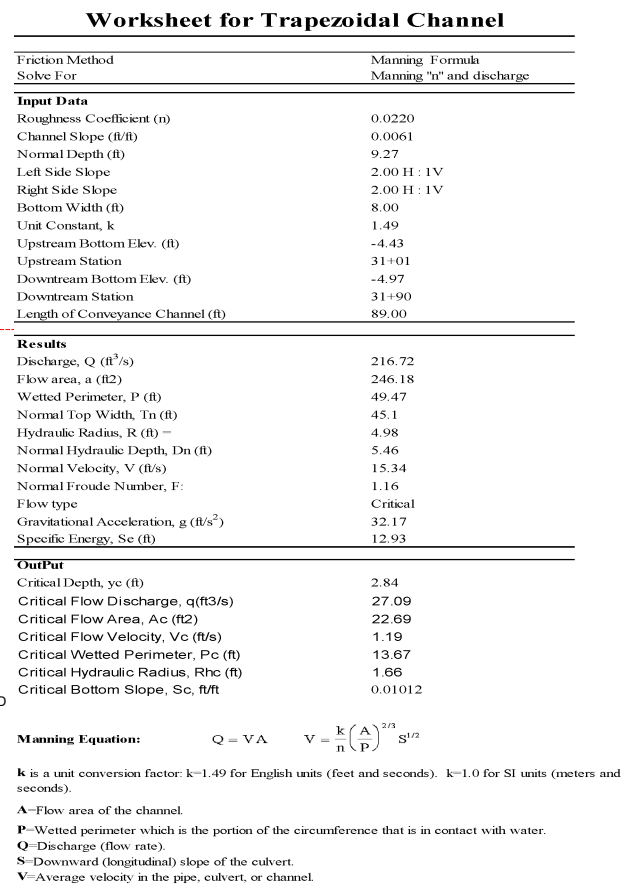 Worksheet for Trapezoidal Channel
Friction Method Manning Formula
Solve For Manning "n" and discharge
Input Data
Roughness Coefficient (n) 0.0220
Channel Slope (ft/ft) 0.0061
Normal Depth (ft) 9.27
Left Side Slope 2.00 H : 1V
Right Side Slope 2.00 H : 1V
Bottom Width (ft) 8.00
Unit Constant, k 1.49
Upstream Bottom Elev. (ft) -4.43
Upstream Station 31+01
Downtream Bottom Elev. (ft) -4.97
Downtream Station 31+90
Length of Conveyance Channel (ft) 89.00
Results
Discharge, Q (ft³/s) 216.72
Flow area, a (ft2) 246.18
Wetted Perimeter, P (ft) 49.47
Normal Top Width, Tn (ft) 45.1
Hydraulic Radius, R (ft) = 4.98
Normal Hydraulic Depth, Dn (ft) 5.46
Normal Velocity, V (ft/s) 15.34
Normal Froude Number, F: 1.16
Flow type Critical
Gravitational Acceleration, g (ft/s²) 32.17
Specific Energy, Se (ft) 12.93
OutPut
Critical Depth, yc (ft) 2.84
Critical Flow Discharge, q(ft3/s) 27.09
Critical Flow Area, Ac (ft2) 22.69
Critical Flow Velocity, Vc (ft/s) 1.19
Critical Wetted Perimeter, Pc (ft) 13.67
Critical Hydraulic Radius, Rhc (ft) 1.66
Critical Bottom Slope, Sc, ft/ft 0.01012
Manning Equation: Q = VA V = k/n (A/P)^2/3 S^1/2
k is a unit conversion factor: k=1.49 for English units (feet and seconds). k=1.0 for SI units (meters and
seconds).
A=Flow area of the channel.
P=Wetted perimeter which is the portion of the circumference that is in contact with water.
Q=Discharge (flow rate).
S=Downward (longitudinal) slope of the culvert.
V=Average velocity in the pipe, culvert, or channel.